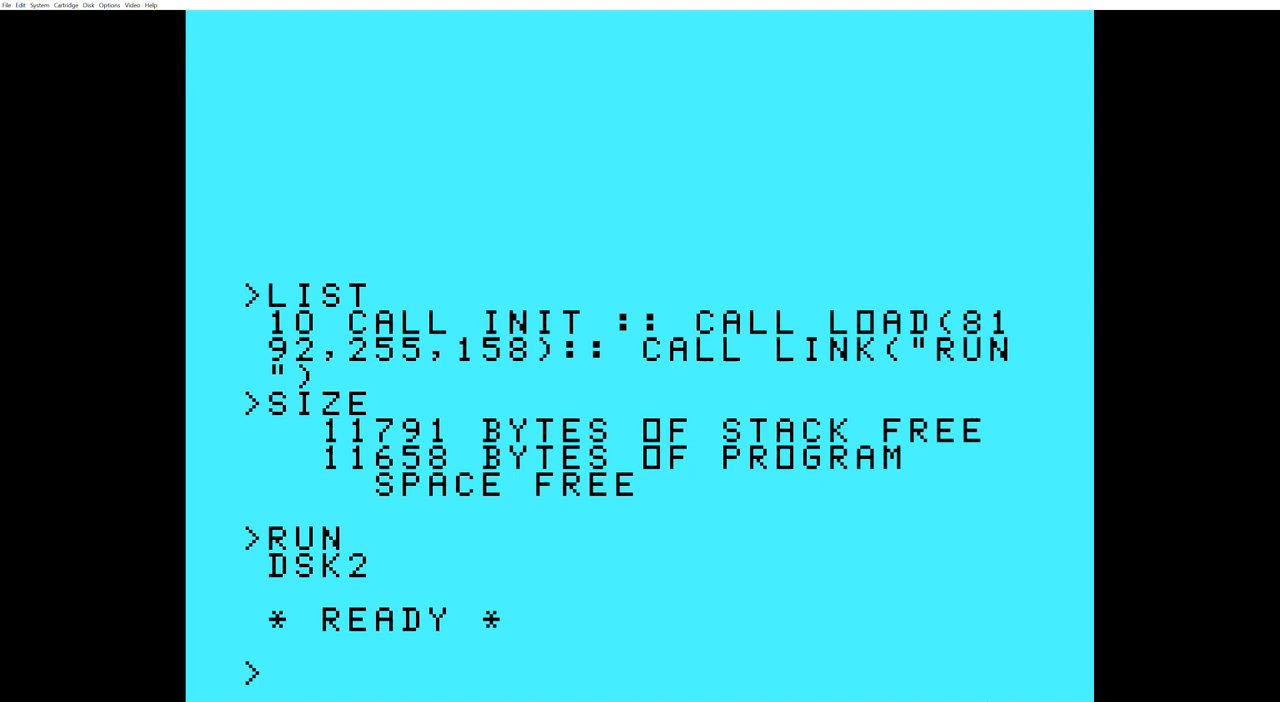 File Edit System Cartridge Disk Options Video Help
>LIST
10 CALL INIT :: CALL LOAD(81
92,255,158):: CALL LINK("RUN
")
>SIZE
11791 BYTES OF STACK FREE
11658 BYTES OF PROGRAM
SPACE FREE
>RUN
DSK2
* READY *
>